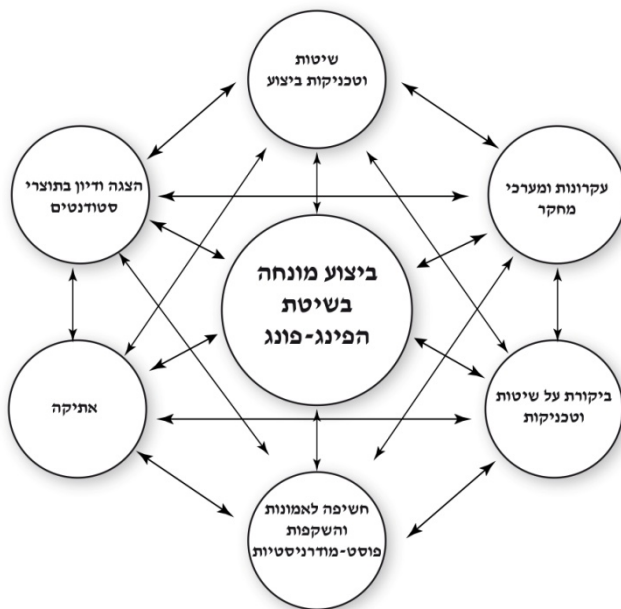 שיטות
וטכניקות ביצוע
הצגה ודיון בתוצרי
סטודנטים
עקרונות ומערכי
מחקר
ביצוע מונחה
בשיטת
הפינג-פונג
אתיקה
ביקורת על שיטות
וטכניקות
חשיפה לאמונות
והשקפות
פוסט-מודרניסטיות